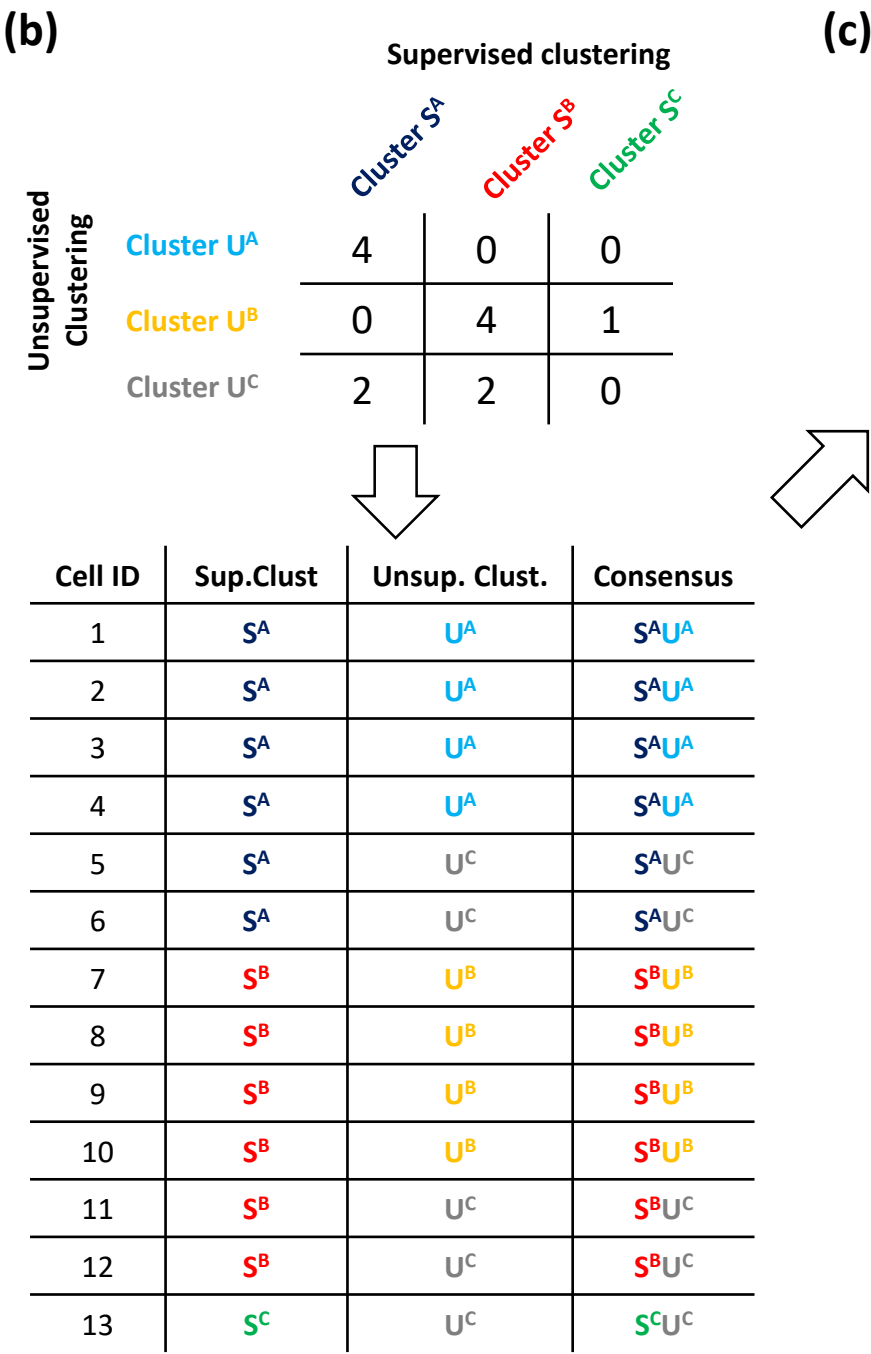 (b)
(c)
Supervised clustering
Cluster Sᴬ
Cluster Sᴮ
Cluster Sᶜ
Unsupervised
Clustering
Cluster Uᴬ 4 0 0
Cluster Uᴮ 0 4 1
Cluster Uᶜ 2 2 0
Cell ID Sup.Clust Unsup. Clust. Consensus
1 Sᴬ Uᴬ SᴬUᴬ
2 Sᴬ Uᴬ SᴬUᴬ
3 Sᴬ Uᴬ SᴬUᴬ
4 Sᴬ Uᴬ SᴬUᴬ
5 Sᴬ Uᶜ SᴬUᶜ
6 Sᴬ Uᶜ SᴬUᶜ
7 Sᴮ Uᴮ SᴮUᴮ
8 Sᴮ Uᴮ SᴮUᴮ
9 Sᴮ Uᴮ SᴮUᴮ
10 Sᴮ Uᴮ SᴮUᴮ
11 Sᴮ Uᶜ SᴮUᶜ
12 Sᴮ Uᶜ SᴮUᶜ
13 Sᶜ Uᶜ SᶜUᶜ